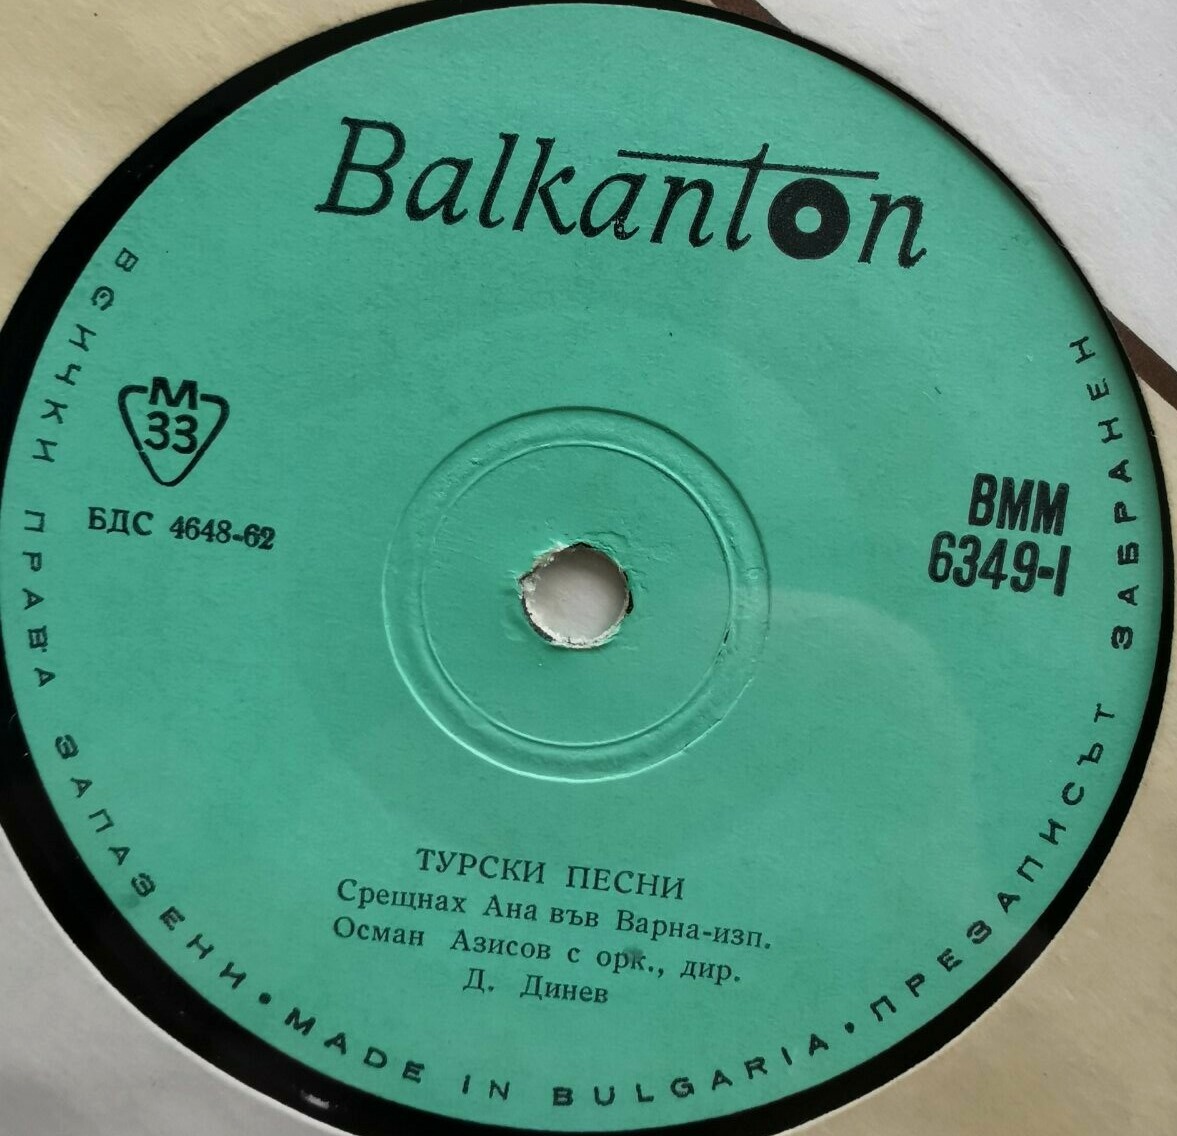 Balkanton
М
33
БДС 4648-62
ВММ
6349-I
ТУРСКИ ПЕСНИ
Срещнах Ана във Варна-изп.
Осман Азисов с орк., дир.
Д. Динев
ВСИЧКИ ПРАВА ЗАПАЗЕНИ • MADE IN BULGARIA • ПРЕЗАПИСЪТ ЗАБРАНЕН